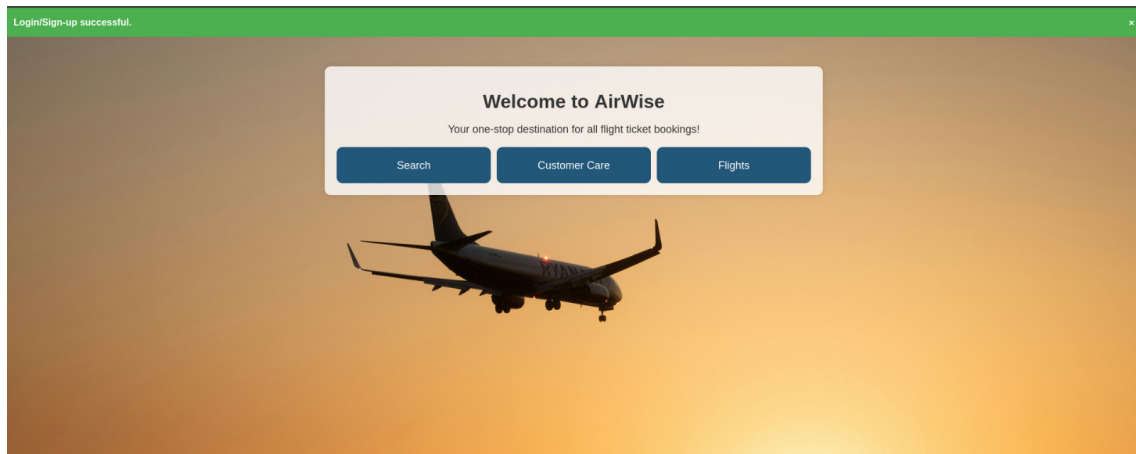 Login/Sign-up successful.
×
Welcome to AirWise
Your one-stop destination for all flight ticket bookings!
Search
Customer Care
Flights